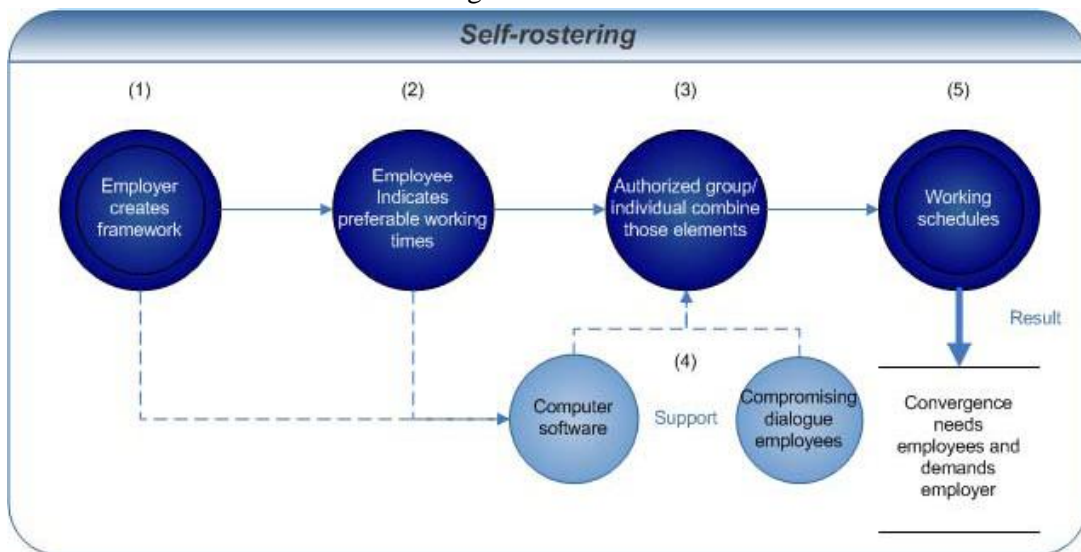 Self-rostering
(1)
(2)
(3)
(5)
Employer
creates
framework
Employee
Indicates
preferable working
times
Authorized group/
individual combine
those elements
Working
schedules
Result
(4)
Computer
software
Support
Compromising
dialogue
employees
Convergence
needs
employees and
demands
employer